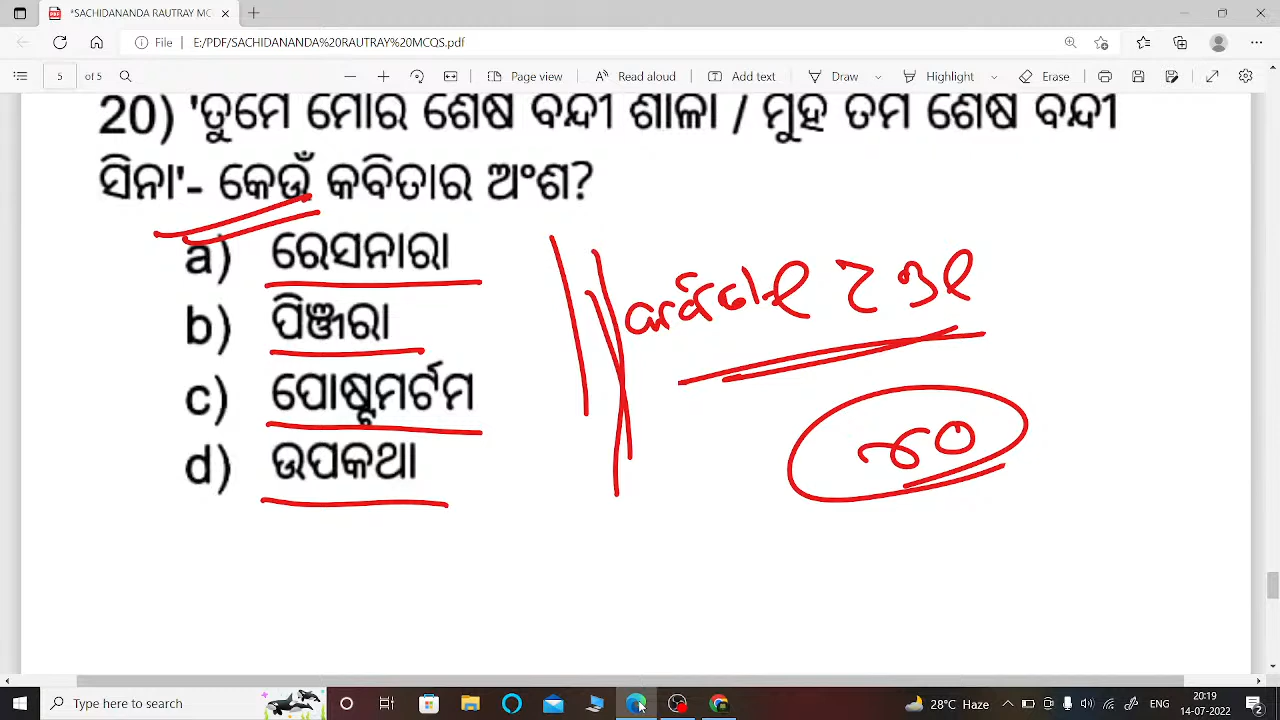 *SACHIDANANDA RAUTRAY MC
File E:/PDF/SACHIDANANDA%20RAUTRAY%20MCQS.pdf
5 of 5 Page view Read aloud Add text Draw Highlight Erase
20) 'ତୁମେ ମୋର ଶେଷ ବନ୍ଦୀ ଶାଳା / ମୁହ ତମ ଶେଷ ବନ୍ଦୀ
ସିନା'- କେଉଁ କବିତାର ଅଂଶ?
a) ରେସନାରା
b) ପିଞ୍ଜରା
c) ପୋଷ୍ଟମର୍ଟମ
d) ଉପକଥା
Type here to search
28°C Haze ENG 20:19
14-07-2022